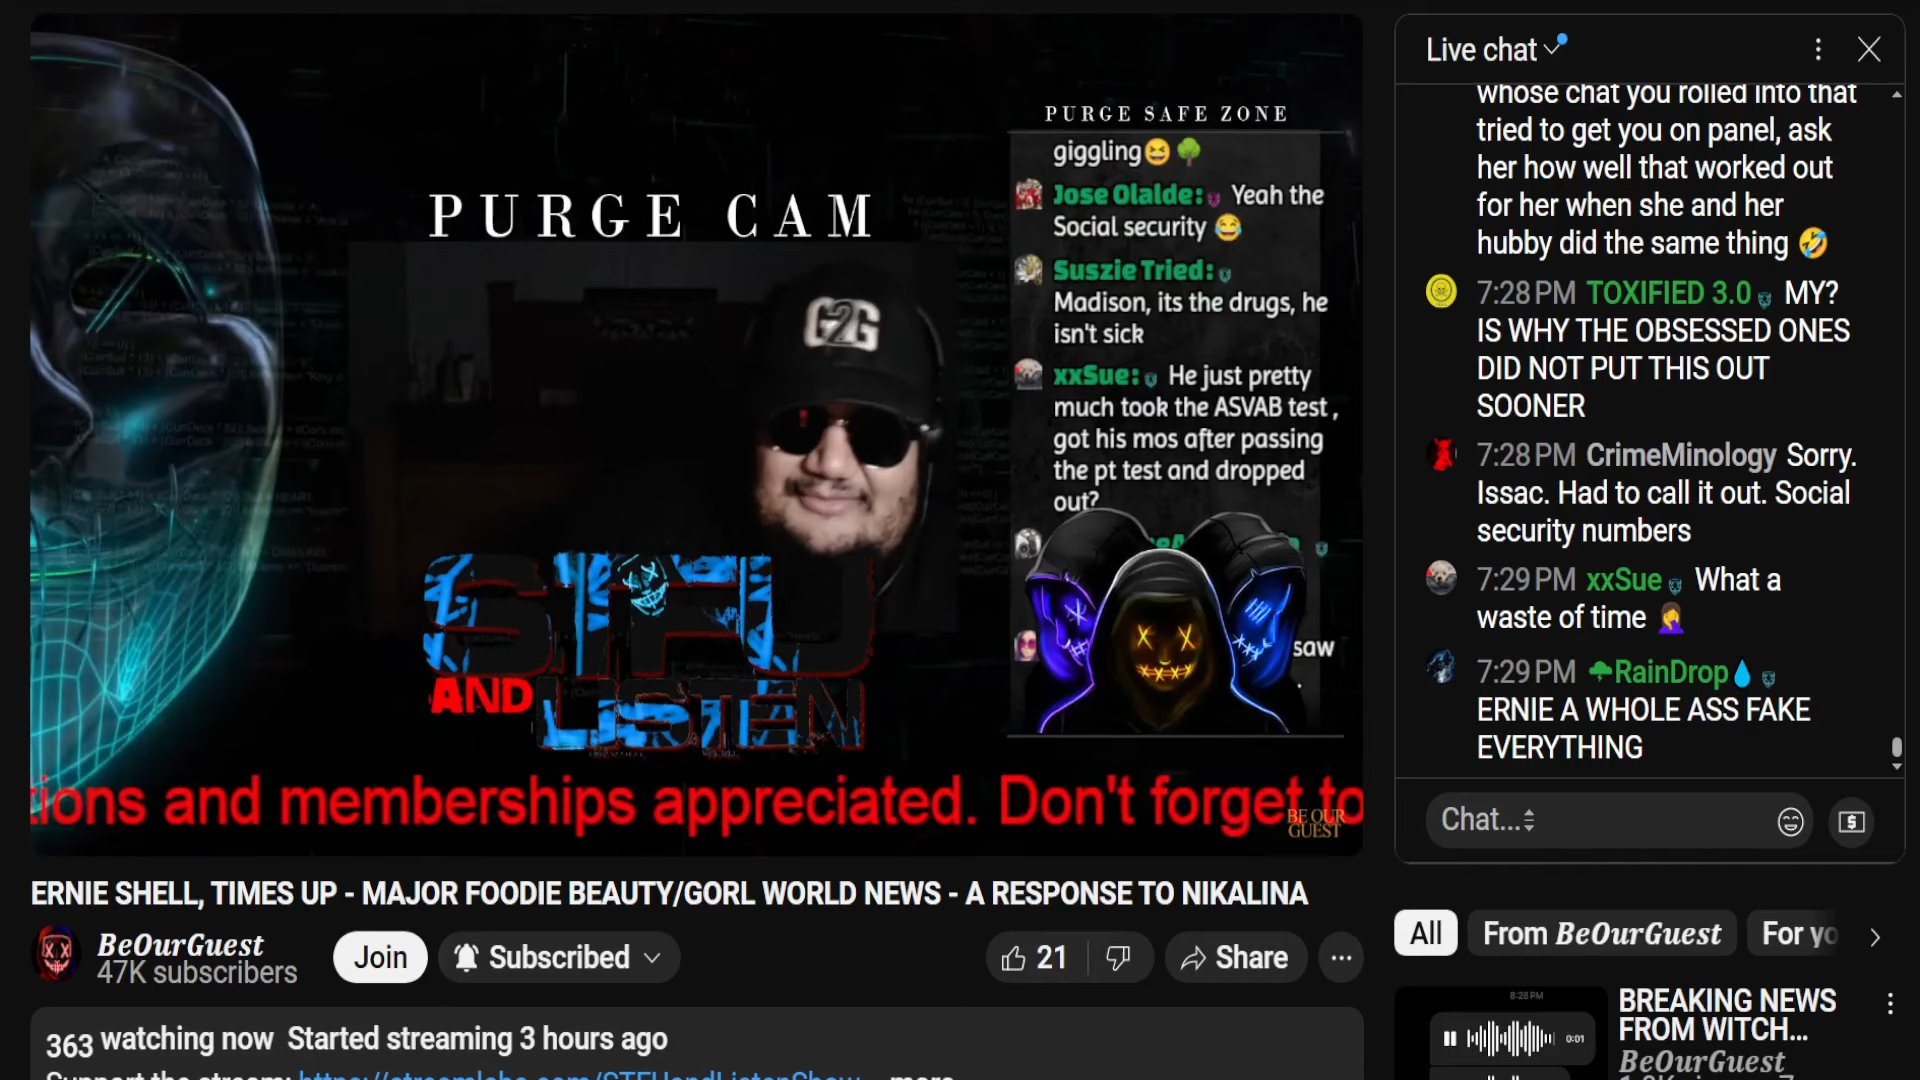 PURGE CAM
G2G
STFU
AND LISTEN
PURGE SAFE ZONE
giggling😆🌳
Jose Olalde: Yeah the
Social security 😂
Suszie Tried:
Madison, its the drugs, he
isn't sick
xxSue: He just pretty
much took the ASVAB test ,
got his mos after passing
the pt test and dropped
out?
saw
tions and memberships appreciated. Don't forget to
BE OUR
GUEST
Live chat
whose chat you rolled into that
tried to get you on panel, ask
her how well that worked out
for her when she and her
hubby did the same thing 🤣
7:28 PM TOXIFIED 3.0 MY?
IS WHY THE OBSESSED ONES
DID NOT PUT THIS OUT
SOONER
7:28 PM CrimeMinology Sorry.
Issac. Had to call it out. Social
security numbers
7:29 PM xxSue What a
waste of time 🤦‍♀️
7:29 PM 🌩RainDrop💧
ERNIE A WHOLE ASS FAKE
EVERYTHING
Chat...
ERNIE SHELL, TIMES UP - MAJOR FOODIE BEAUTY/GORL WORLD NEWS - A RESPONSE TO NIKALINA
BeOurGuest
47K subscribers
Join
Subscribed
21
Share
363 watching now Started streaming 3 hours ago
Support the stream: https://streamlabs.com/STFUandListenShow ...more
All
From BeOurGuest
For yo
8:28 PM
0:01
BREAKING NEWS
FROM WITCH...
BeOurGuest